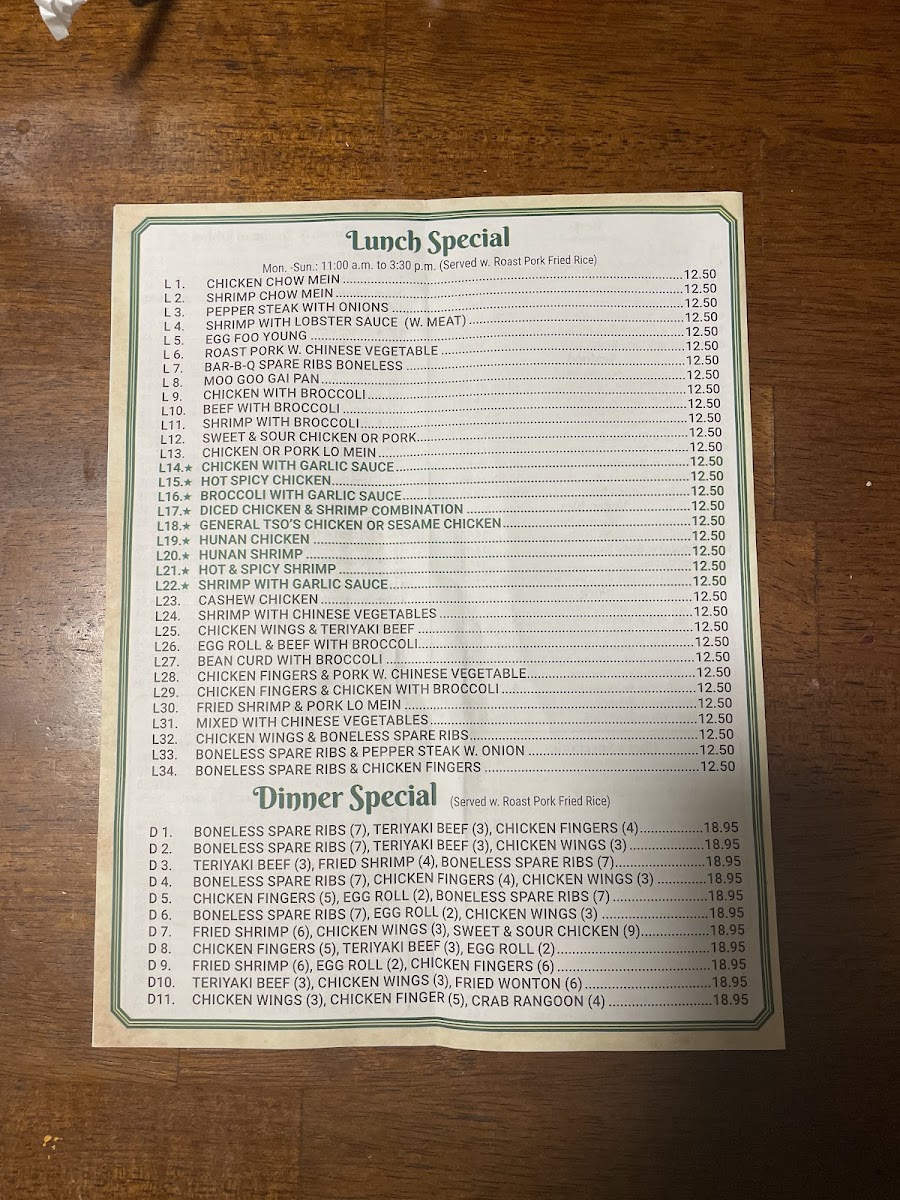 Lunch Special
Mon. -Sun.: 11:00 a.m. to 3:30 p.m. (Served w. Roast Pork Fried Rice)
L 1. CHICKEN CHOW MEIN 12.50
L 2. SHRIMP CHOW MEIN 12.50
L 3. PEPPER STEAK WITH ONIONS 12.50
L 4. SHRIMP WITH LOBSTER SAUCE (W. MEAT) 12.50
L 5. EGG FOO YOUNG 12.50
L 6. ROAST PORK W. CHINESE VEGETABLE 12.50
L 7. BAR-B-Q SPARE RIBS BONELESS 12.50
L 8. MOO GOO GAI PAN 12.50
L 9. CHICKEN WITH BROCCOLI 12.50
L10. BEEF WITH BROCCOLI 12.50
L11. SHRIMP WITH BROCCOLI 12.50
L12. SWEET & SOUR CHICKEN OR PORK 12.50
L13. CHICKEN OR PORK LO MEIN 12.50
L14.★ CHICKEN WITH GARLIC SAUCE 12.50
L15.★ HOT SPICY CHICKEN 12.50
L16.★ BROCCOLI WITH GARLIC SAUCE 12.50
L17.★ DICED CHICKEN & SHRIMP COMBINATION 12.50
L18.★ GENERAL TSO'S CHICKEN OR SESAME CHICKEN 12.50
L19.★ HUNAN CHICKEN 12.50
L20.★ HUNAN SHRIMP 12.50
L21.★ HOT & SPICY SHRIMP 12.50
L22.★ SHRIMP WITH GARLIC SAUCE 12.50
L23. CASHEW CHICKEN 12.50
L24. SHRIMP WITH CHINESE VEGETABLES 12.50
L25. CHICKEN WINGS & TERIYAKI BEEF 12.50
L26. EGG ROLL & BEEF WITH BROCCOLI 12.50
L27. BEAN CURD WITH BROCCOLI 12.50
L28. CHICKEN FINGERS & PORK W. CHINESE VEGETABLE 12.50
L29. CHICKEN FINGERS & CHICKEN WITH BROCCOLI 12.50
L30. FRIED SHRIMP & PORK LO MEIN 12.50
L31. MIXED WITH CHINESE VEGETABLES 12.50
L32. CHICKEN WINGS & BONELESS SPARE RIBS 12.50
L33. BONELESS SPARE RIBS & PEPPER STEAK W. ONION 12.50
L34. BONELESS SPARE RIBS & CHICKEN FINGERS 12.50
Dinner Special (Served w. Roast Pork Fried Rice)
D 1. BONELESS SPARE RIBS (7), TERIYAKI BEEF (3), CHICKEN FINGERS (4) 18.95
D 2. BONELESS SPARE RIBS (7), TERIYAKI BEEF (3), CHICKEN WINGS (3) 18.95
D 3. TERIYAKI BEEF (3), FRIED SHRIMP (4), BONELESS SPARE RIBS (7) 18.95
D 4. BONELESS SPARE RIBS (7), CHICKEN FINGERS (4), CHICKEN WINGS (3) 18.95
D 5. CHICKEN FINGERS (5), EGG ROLL (2), BONELESS SPARE RIBS (7) 18.95
D 6. BONELESS SPARE RIBS (7), EGG ROLL (2), CHICKEN WINGS (3) 18.95
D 7. FRIED SHRIMP (6), CHICKEN WINGS (3), SWEET & SOUR CHICKEN (9) 18.95
D 8. CHICKEN FINGERS (5), TERIYAKI BEEF (3), EGG ROLL (2) 18.95
D 9. FRIED SHRIMP (6), EGG ROLL (2), CHICKEN FINGERS (6) 18.95
D10. TERIYAKI BEEF (3), CHICKEN WINGS (3), FRIED WONTON (6) 18.95
D11. CHICKEN WINGS (3), CHICKEN FINGER (5), CRAB RANGOON (4) 18.95